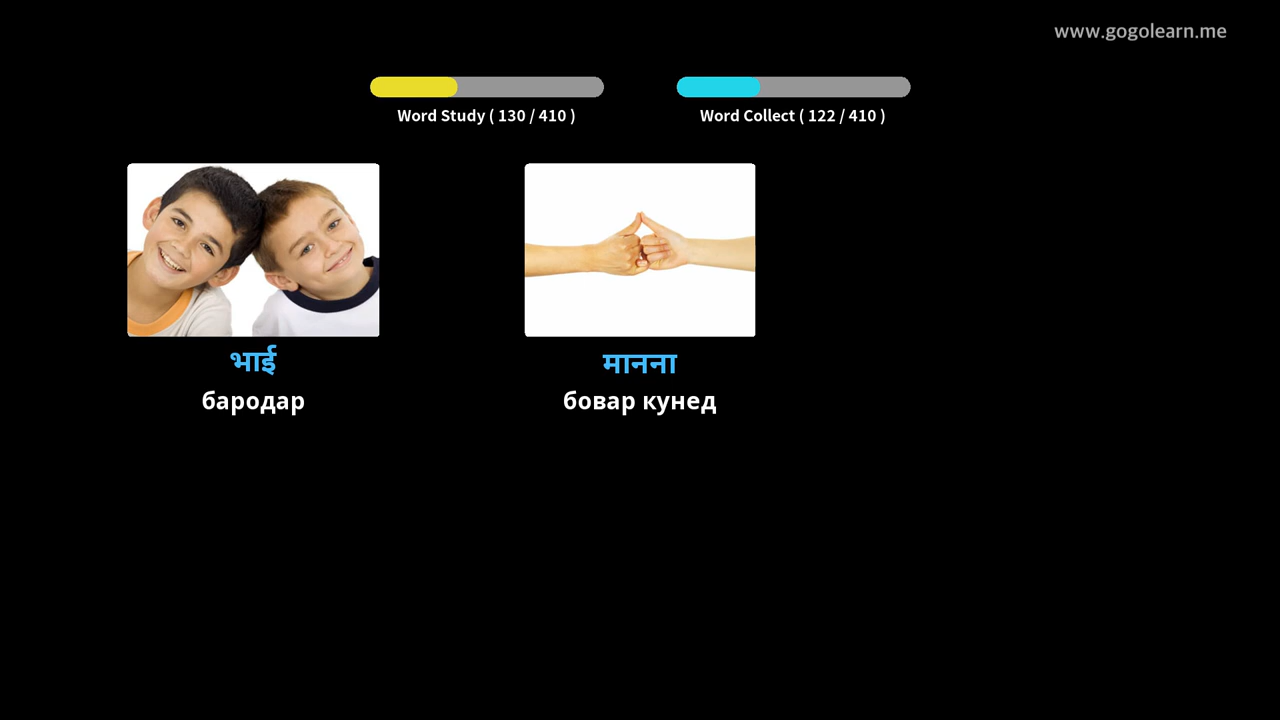 www.gogolearn.me
Word Study ( 130 / 410 )
Word Collect ( 122 / 410 )
भाई
бародар
मानना
бовар кунед